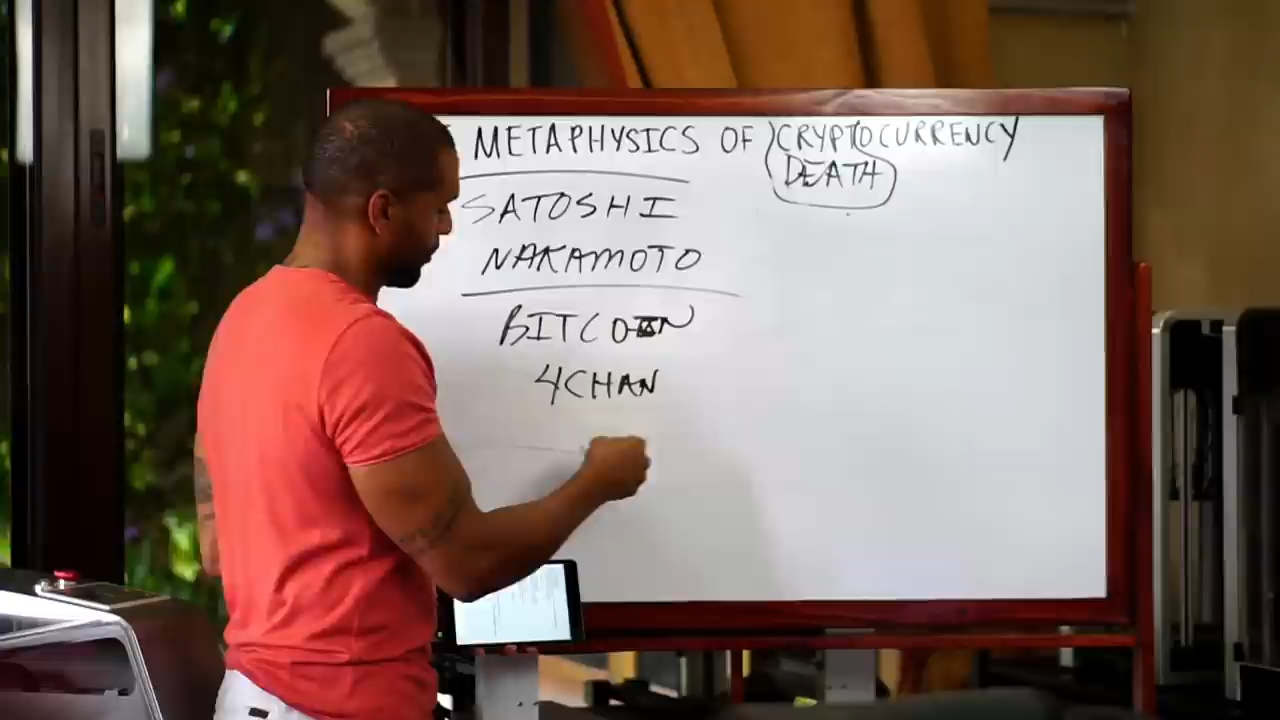 METAPHYSICS OF CRYPTOCURRENCY
DEATH
SATOSHI
NAKAMOTO
BITCOIN
4CHAN